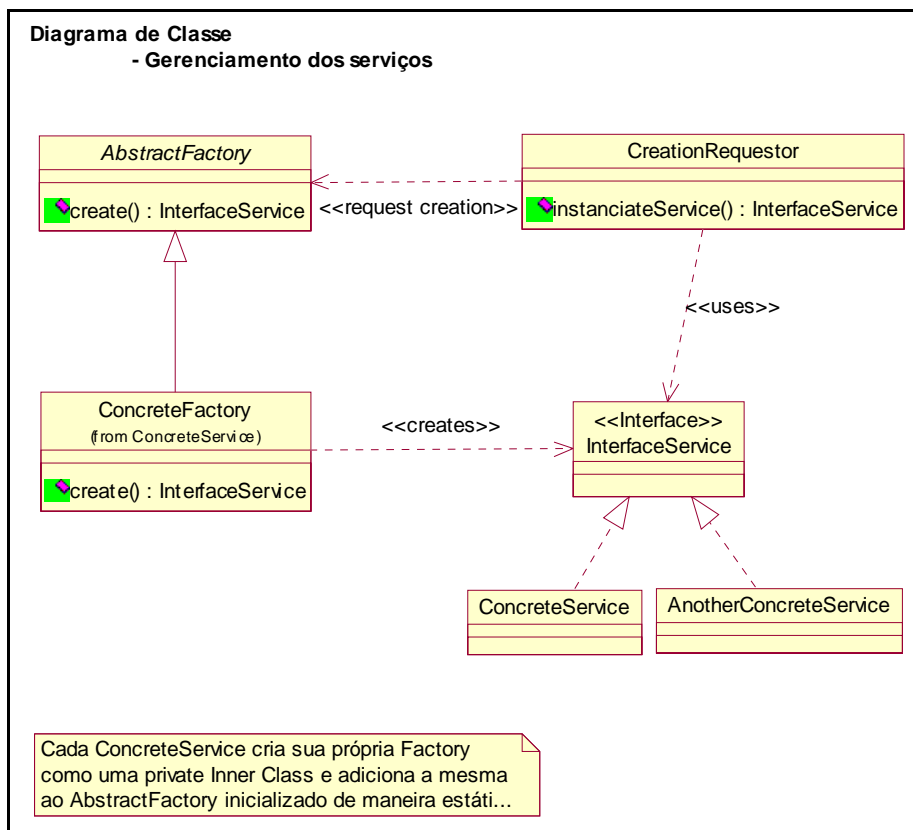 Diagrama de Classe
- Gerenciamento dos serviços
AbstractFactory
create() : InterfaceService
CreationRequestor
instanciateService() : InterfaceService
<<request creation>>
<<uses>>
ConcreteFactory
(from ConcreteService)
create() : InterfaceService
<<creates>>
<<Interface>>
InterfaceService
ConcreteService
AnotherConcreteService
Cada ConcreteService cria sua própria Factory
como uma private Inner Class e adiciona a mesma
ao AbstractFactory inicializado de maneira estáti...